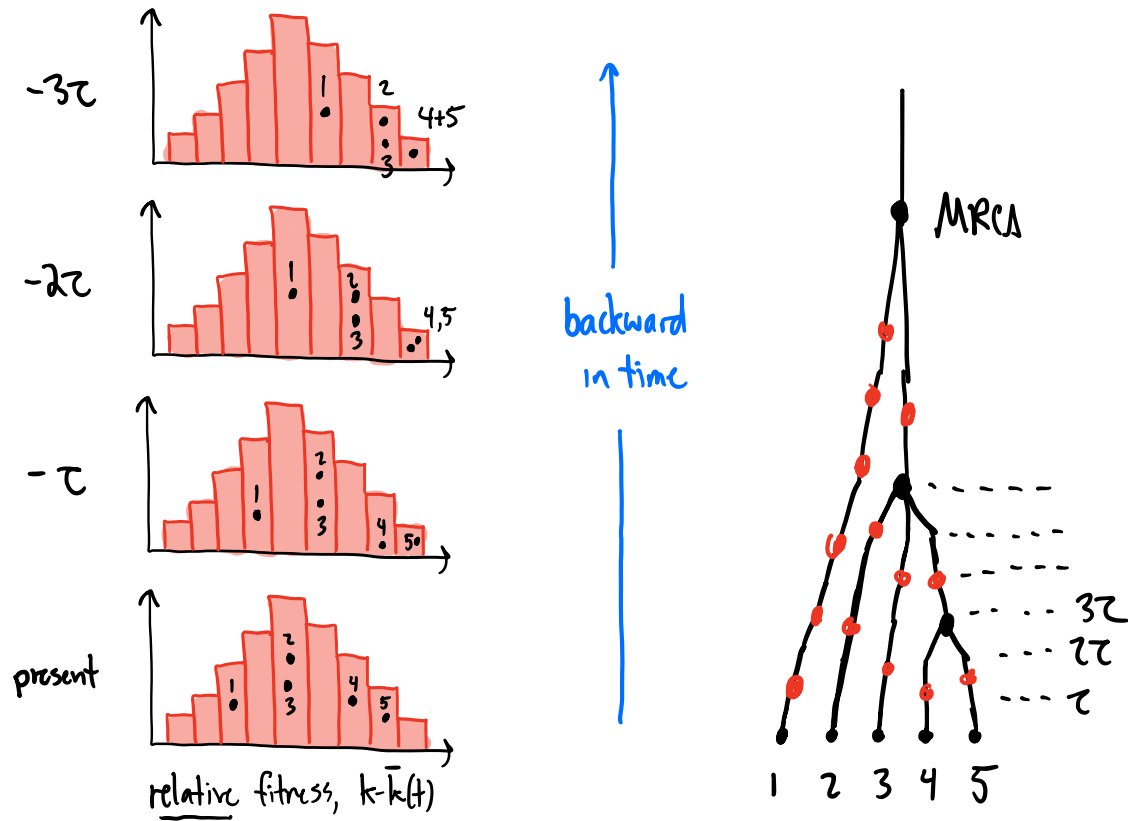 -3τ
1
2
3
4+5
-2τ
1
2
3
4,5
-τ
1
2
3
4
5
present
1
2
3
4
5
relative fitness, k-k̄(t)
backward
in time
MRCA
3τ
2τ
τ
1 2 3 4 5